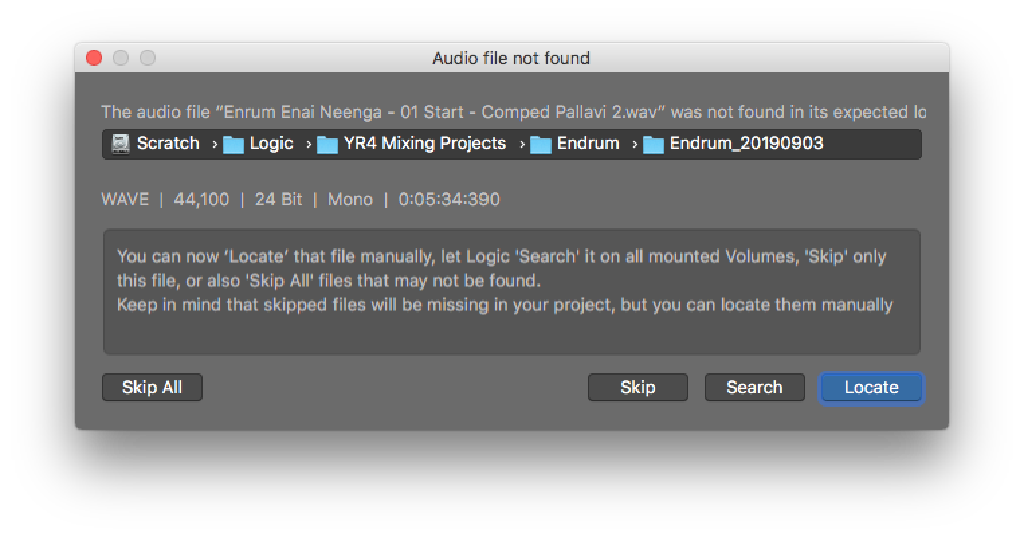 Audio file not found
The audio file “Enrum Enai Neenga - 01 Start - Comped Pallavi 2.wav” was not found in its expected lo
Scratch › Logic › YR4 Mixing Projects › Endrum › Endrum_20190903
WAVE | 44,100 | 24 Bit | Mono | 0:05:34:390
You can now ‘Locate’ that file manually, let Logic 'Search' it on all mounted Volumes, 'Skip' only
this file, or also 'Skip All' files that may not be found.
Keep in mind that skipped files will be missing in your project, but you can locate them manually
Skip All Skip Search Locate